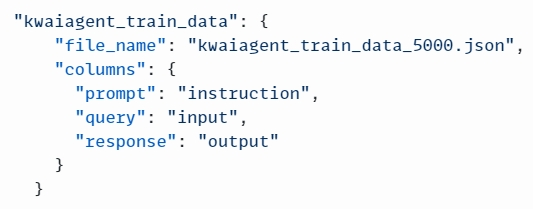 "kwaiagent_train_data": {
    "file_name": "kwaiagent_train_data_5000.json",
    "columns": {
      "prompt": "instruction",
      "query": "input",
      "response": "output"
    }
  }